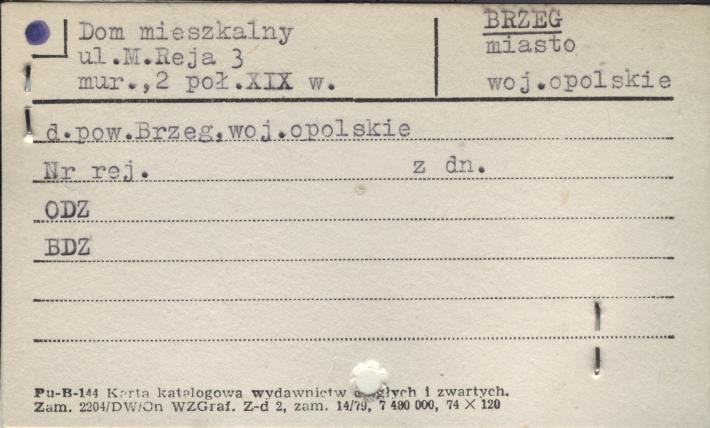 Dom mieszkalny
ul.M.Reja 3
mur.,2 poł.XIX w.
BRZEG
miasto
woj.opolskie
d.pow.Brzeg,woj.opolskie
Nr rej. z dn.
ODZ
BDZ
Pu-B-144 Karta katalogowa wydawnictw ciągłych i zwartych.
Zam. 2204/DW/On WZGraf. Z-d 2, zam. 14/79, 7 480 000, 74 × 120